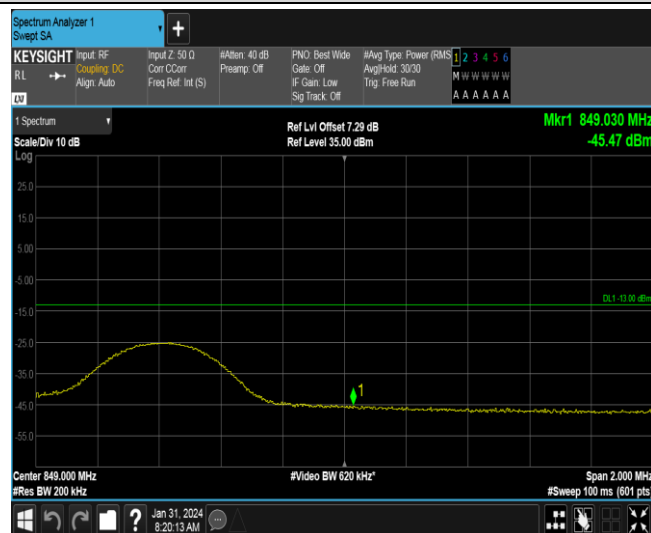 Spectrum Analyzer 1
Swept SA
KEYSIGHT
RL
LXI
Input: RF
Coupling: DC
Align: Auto
Input Z: 50 Ω
Corr CCorr
Freq Ref: Int (S)
#Atten: 40 dB
Preamp: Off
PNO: Best Wide
Gate: Off
IF Gain: Low
Sig Track: Off
#Avg Type: Power (RMS
Avg|Hold: 30/30
Trig: Free Run
1 2 3 4 5 6
M W W W W W
A A A A A A
1 Spectrum
Scale/Div 10 dB
Ref Lvl Offset 7.29 dB
Ref Level 35.00 dBm
Mkr1 849.030 MHz
-45.47 dBm
Log
25.0
15.0
5.00
-5.00
DL1 -13.00 dBm
-15.0
-25.0
-35.0
1
-45.0
-55.0
Center 849.000 MHz
#Video BW 620 kHz*
Span 2.000 MHz
#Res BW 200 kHz
#Sweep 100 ms (601 pts)
?
Jan 31, 2024
8:20:13 AM